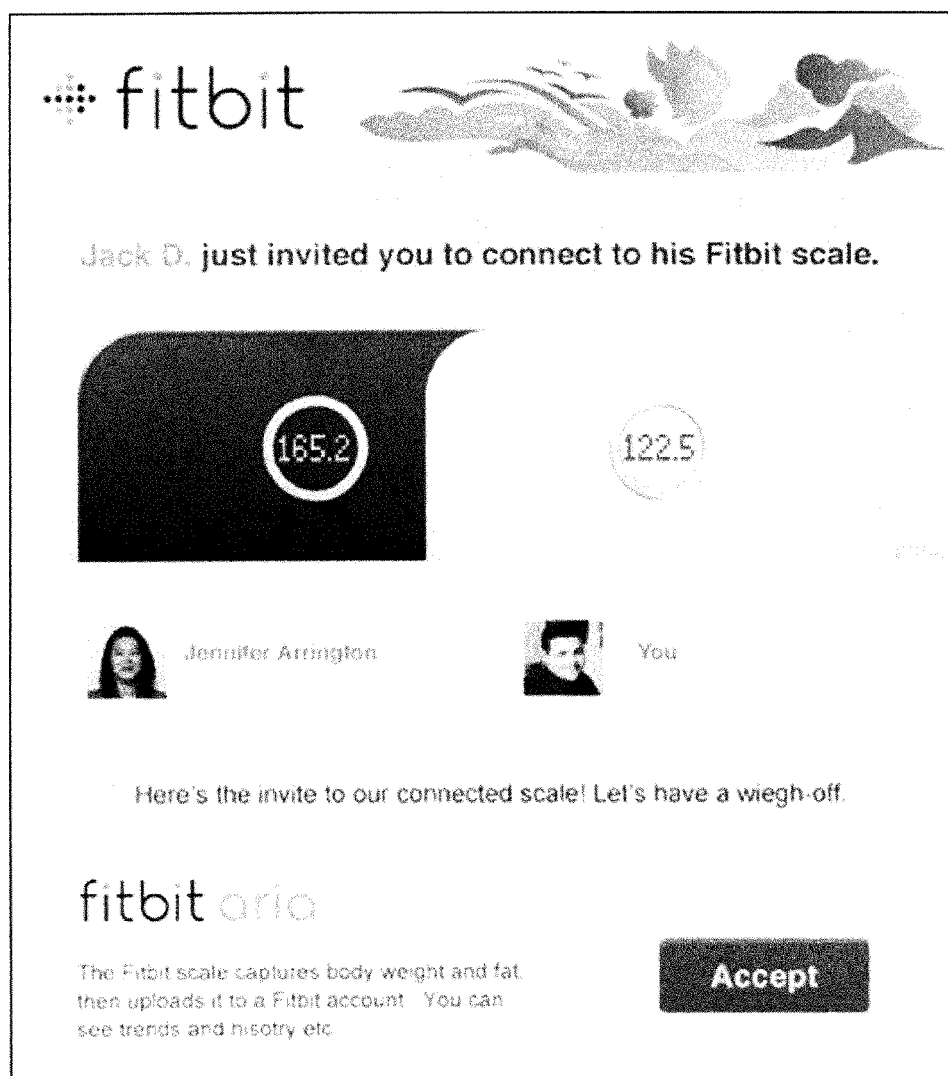 fitbit
Jack D. just invited you to connect to his Fitbit scale.
165.2
122.5
Jennifer Arrington
You
Here's the invite to our connected scale! Let's have a wiegh-off.
fitbit aria
The Fitbit scale captures body weight and fat,
then uploads it to a Fitbit account. You can
see trends and hisotry etc
Accept